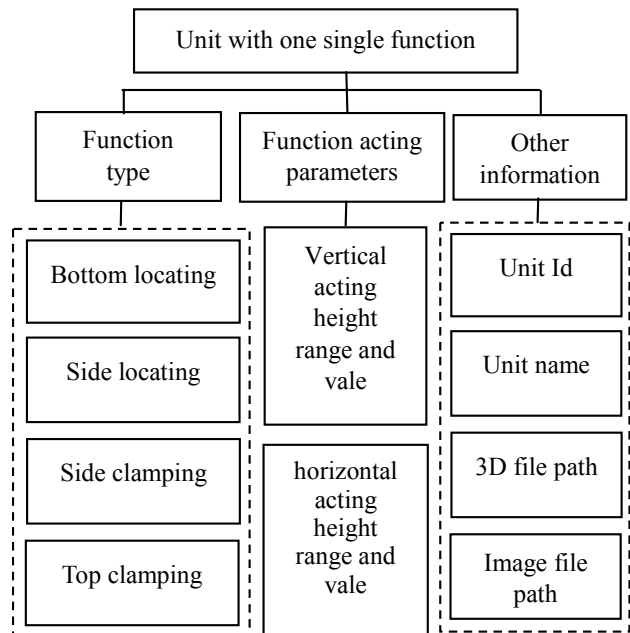 Unit with one single function
Function
type
Function acting
parameters
Other
information
Bottom locating
Side locating
Side clamping
Top clamping
Vertical
acting
height
range and
vale
horizontal
acting
height
range and
vale
Unit Id
Unit name
3D file path
Image file
path